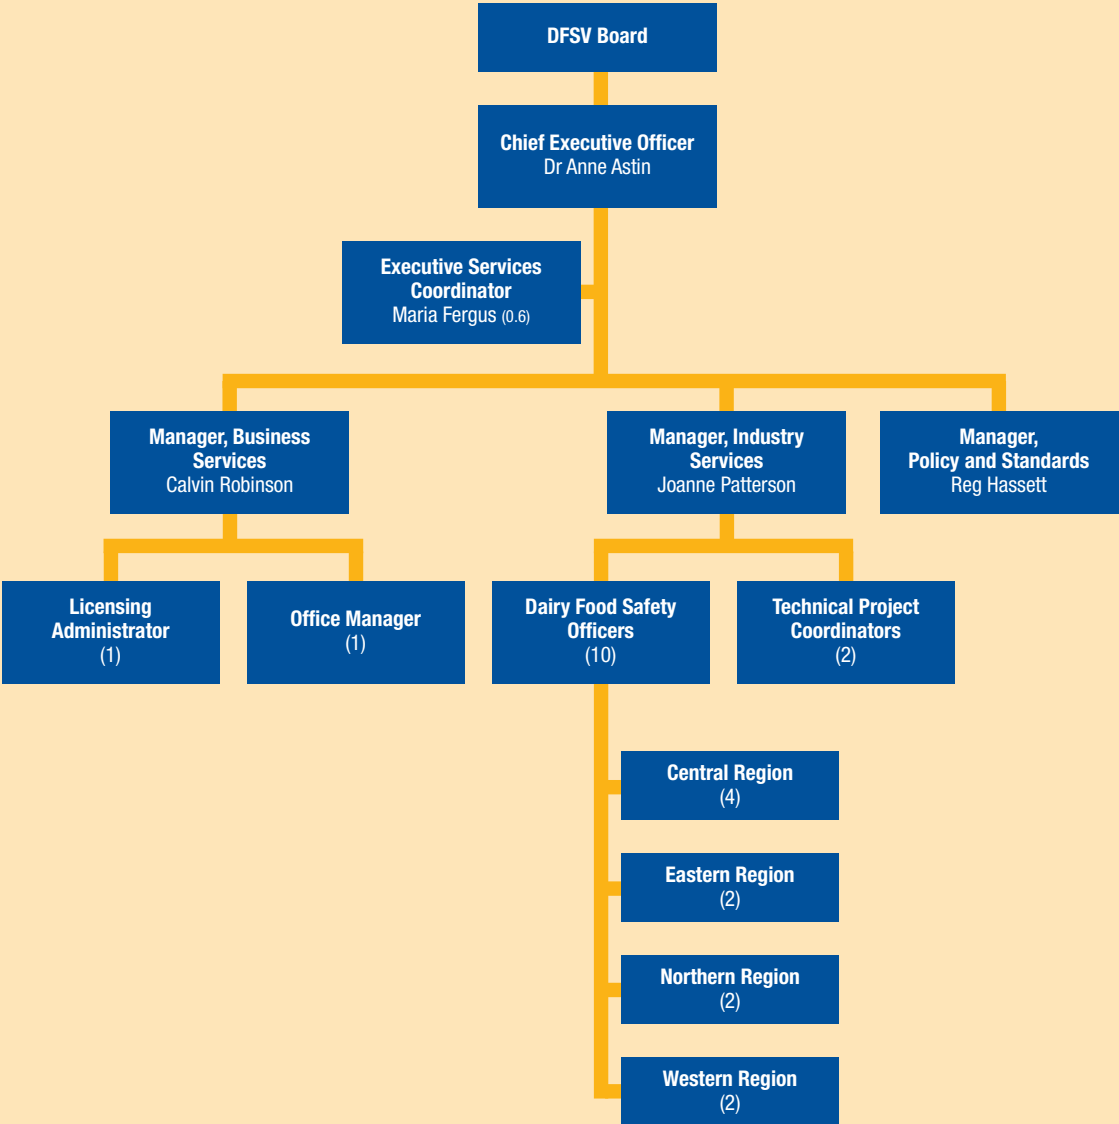 DFSV Board
Chief Executive Officer
Dr Anne Astin
Executive Services
Coordinator
Maria Fergus (0.6)
Manager, Business
Services
Calvin Robinson
Manager, Industry
Services
Joanne Patterson
Manager,
Policy and Standards
Reg Hassett
Licensing
Administrator
(1)
Office Manager
(1)
Dairy Food Safety
Officers
(10)
Technical Project
Coordinators
(2)
Central Region
(4)
Eastern Region
(2)
Northern Region
(2)
Western Region
(2)